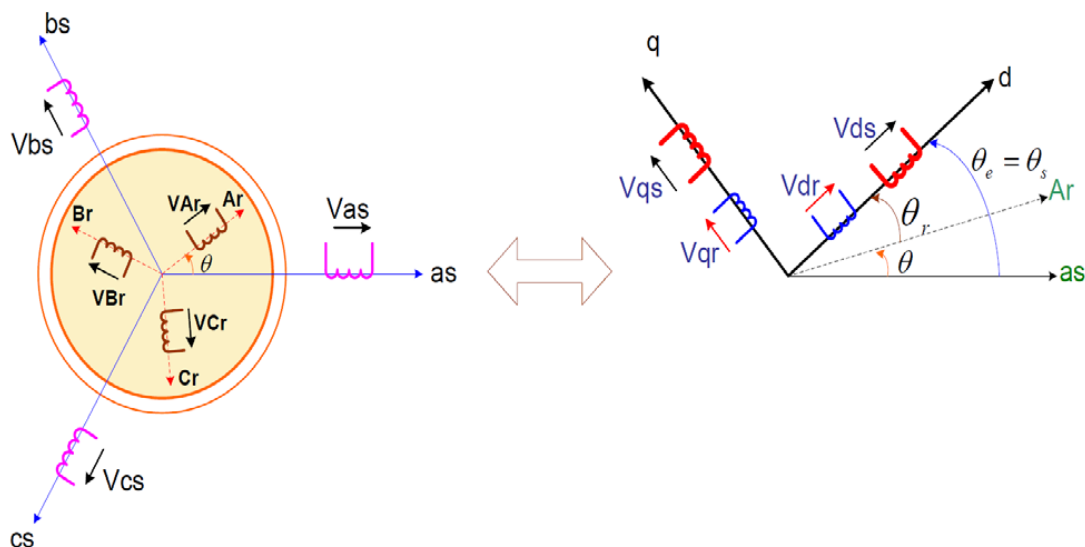 bs
Vbs
Br
VBr
VAr
Ar
θ
Vas
as
VCr
Cr
Vcs
cs
q
d
Vqs
Vqr
Vds
Vdr
θe = θs
Ar
θr
θ
as